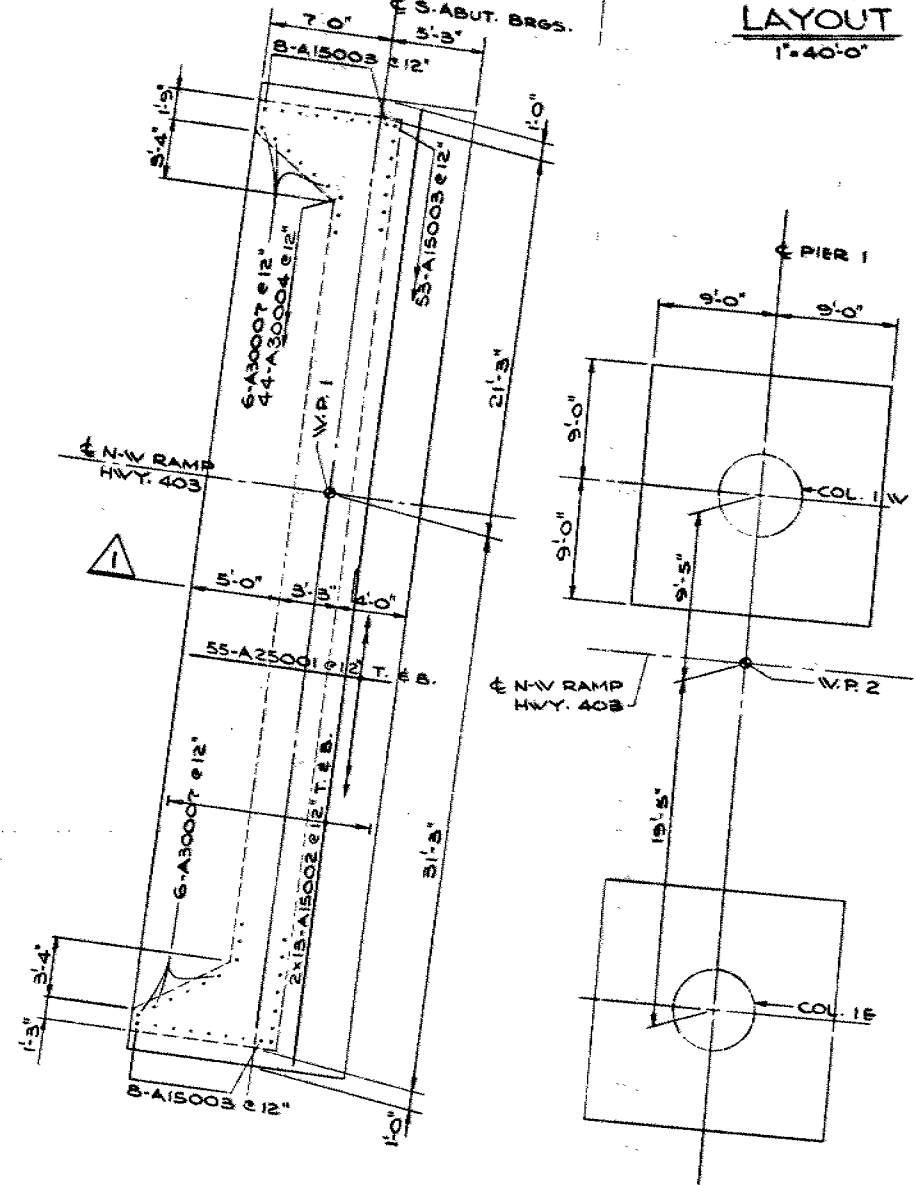 ℄ S. ABUT. BRGS.
LAYOUT
1"=40'-0"
7'-0"
5'-3"
8-A15003 @ 12"
1'-9"
3'-4"
1'-0"
53-A15003 @ 12"
6-A30007 @ 12"
44-A30004 @ 12"
21'-3"
℄ PIER 1
9'-0"
9'-0"
9'-0"
9'-0"
W.P. 1
℄ N-W RAMP
HWY. 403
COL. 1 W
9'-5"
1
5'-0"
4'-0"
55-A25001 @ 12" T. & B.
℄ N-W RAMP
HWY. 403
W.P. 2
6-A30007 @ 12"
2x13-A15002 @ 12" T. & B.
31'-3"
19'-5"
3'-4"
1'-3"
COL. 1E
8-A15003 @ 12"
1'-0"